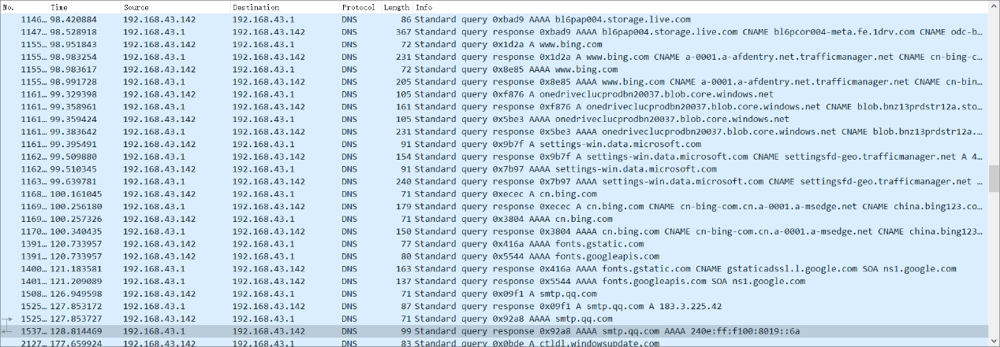 No. Time Source Destination Protocol Length Info
1146… 98.420884 192.168.43.142 192.168.43.1 DNS 86 Standard query 0xbad9 AAAA bl6pap004.storage.live.com
1147… 98.528918 192.168.43.1 192.168.43.142 DNS 367 Standard query response 0xbad9 AAAA bl6pap004.storage.live.com CNAME bl6pcor004-meta.fe.1drv.com CNAME odc-b…
1155… 98.951843 192.168.43.142 192.168.43.1 DNS 72 Standard query 0x1d2a A www.bing.com
1155… 98.983254 192.168.43.1 192.168.43.142 DNS 231 Standard query response 0x1d2a A www.bing.com CNAME a-0001.a-afdentry.net.trafficmanager.net CNAME cn-bing-c…
1155… 98.983617 192.168.43.142 192.168.43.1 DNS 72 Standard query 0x8e85 AAAA www.bing.com
1155… 98.991728 192.168.43.1 192.168.43.142 DNS 205 Standard query response 0x8e85 AAAA www.bing.com CNAME a-0001.a-afdentry.net.trafficmanager.net CNAME cn-bin…
1161… 99.329398 192.168.43.142 192.168.43.1 DNS 105 Standard query 0xf876 A onedriveclucprodbn20037.blob.core.windows.net
1161… 99.358961 192.168.43.1 192.168.43.142 DNS 161 Standard query response 0xf876 A onedriveclucprodbn20037.blob.core.windows.net CNAME blob.bnz13prdstr12a.sto…
1161… 99.359424 192.168.43.142 192.168.43.1 DNS 105 Standard query 0x5be3 AAAA onedriveclucprodbn20037.blob.core.windows.net
1161… 99.383642 192.168.43.1 192.168.43.142 DNS 231 Standard query response 0x5be3 AAAA onedriveclucprodbn20037.blob.core.windows.net CNAME blob.bnz13prdstr12a.…
1161… 99.395491 192.168.43.142 192.168.43.1 DNS 91 Standard query 0x9b7f A settings-win.data.microsoft.com
1162… 99.509880 192.168.43.1 192.168.43.142 DNS 154 Standard query response 0x9b7f A settings-win.data.microsoft.com CNAME settingsfd-geo.trafficmanager.net A 4…
1162… 99.510345 192.168.43.142 192.168.43.1 DNS 91 Standard query 0x7b97 AAAA settings-win.data.microsoft.com
1163… 99.639781 192.168.43.1 192.168.43.142 DNS 240 Standard query response 0x7b97 AAAA settings-win.data.microsoft.com CNAME settingsfd-geo.trafficmanager.net …
1168… 100.161045 192.168.43.142 192.168.43.1 DNS 71 Standard query 0xecec A cn.bing.com
1169… 100.256180 192.168.43.1 192.168.43.142 DNS 179 Standard query response 0xecec A cn.bing.com CNAME cn-bing-com.cn.a-0001.a-msedge.net CNAME china.bing123.co…
1169… 100.257326 192.168.43.142 192.168.43.1 DNS 71 Standard query 0x3804 AAAA cn.bing.com
1170… 100.340435 192.168.43.1 192.168.43.142 DNS 150 Standard query response 0x3804 AAAA cn.bing.com CNAME cn-bing-com.cn.a-0001.a-msedge.net CNAME china.bing123…
1391… 120.733957 192.168.43.142 192.168.43.1 DNS 77 Standard query 0x416a AAAA fonts.gstatic.com
1391… 120.733957 192.168.43.142 192.168.43.1 DNS 80 Standard query 0x5544 AAAA fonts.googleapis.com
1400… 121.183581 192.168.43.1 192.168.43.142 DNS 163 Standard query response 0x416a AAAA fonts.gstatic.com CNAME gstaticadssl.l.google.com SOA ns1.google.com
1401… 121.209089 192.168.43.1 192.168.43.142 DNS 137 Standard query response 0x5544 AAAA fonts.googleapis.com SOA ns1.google.com
1508… 126.949598 192.168.43.142 192.168.43.1 DNS 71 Standard query 0x09f1 A smtp.qq.com
1525… 127.853172 192.168.43.1 192.168.43.142 DNS 87 Standard query response 0x09f1 A smtp.qq.com A 183.3.225.42
1525… 127.853727 192.168.43.142 192.168.43.1 DNS 71 Standard query 0x92a8 AAAA smtp.qq.com
1537… 128.814469 192.168.43.1 192.168.43.142 DNS 99 Standard query response 0x92a8 AAAA smtp.qq.com AAAA 240e:ff:f100:8019::6a
2127… 177.659924 192.168.43.142 192.168.43.1 DNS 83 Standard query 0x0bde A ctldl.windowsupdate.com